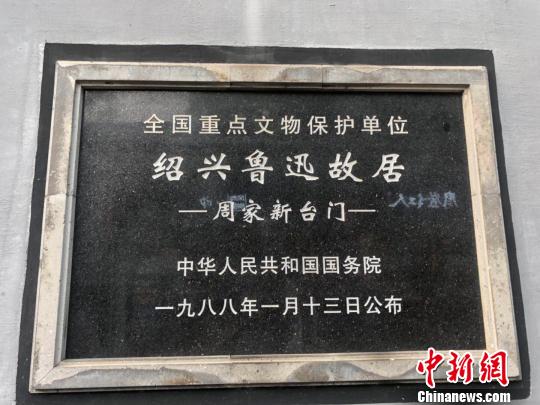 全国重点文物保护单位
绍兴鲁迅故居
—周家新台门—
中华人民共和国国务院
一九八八年一月十三日公布
中新网
Chinanews.com